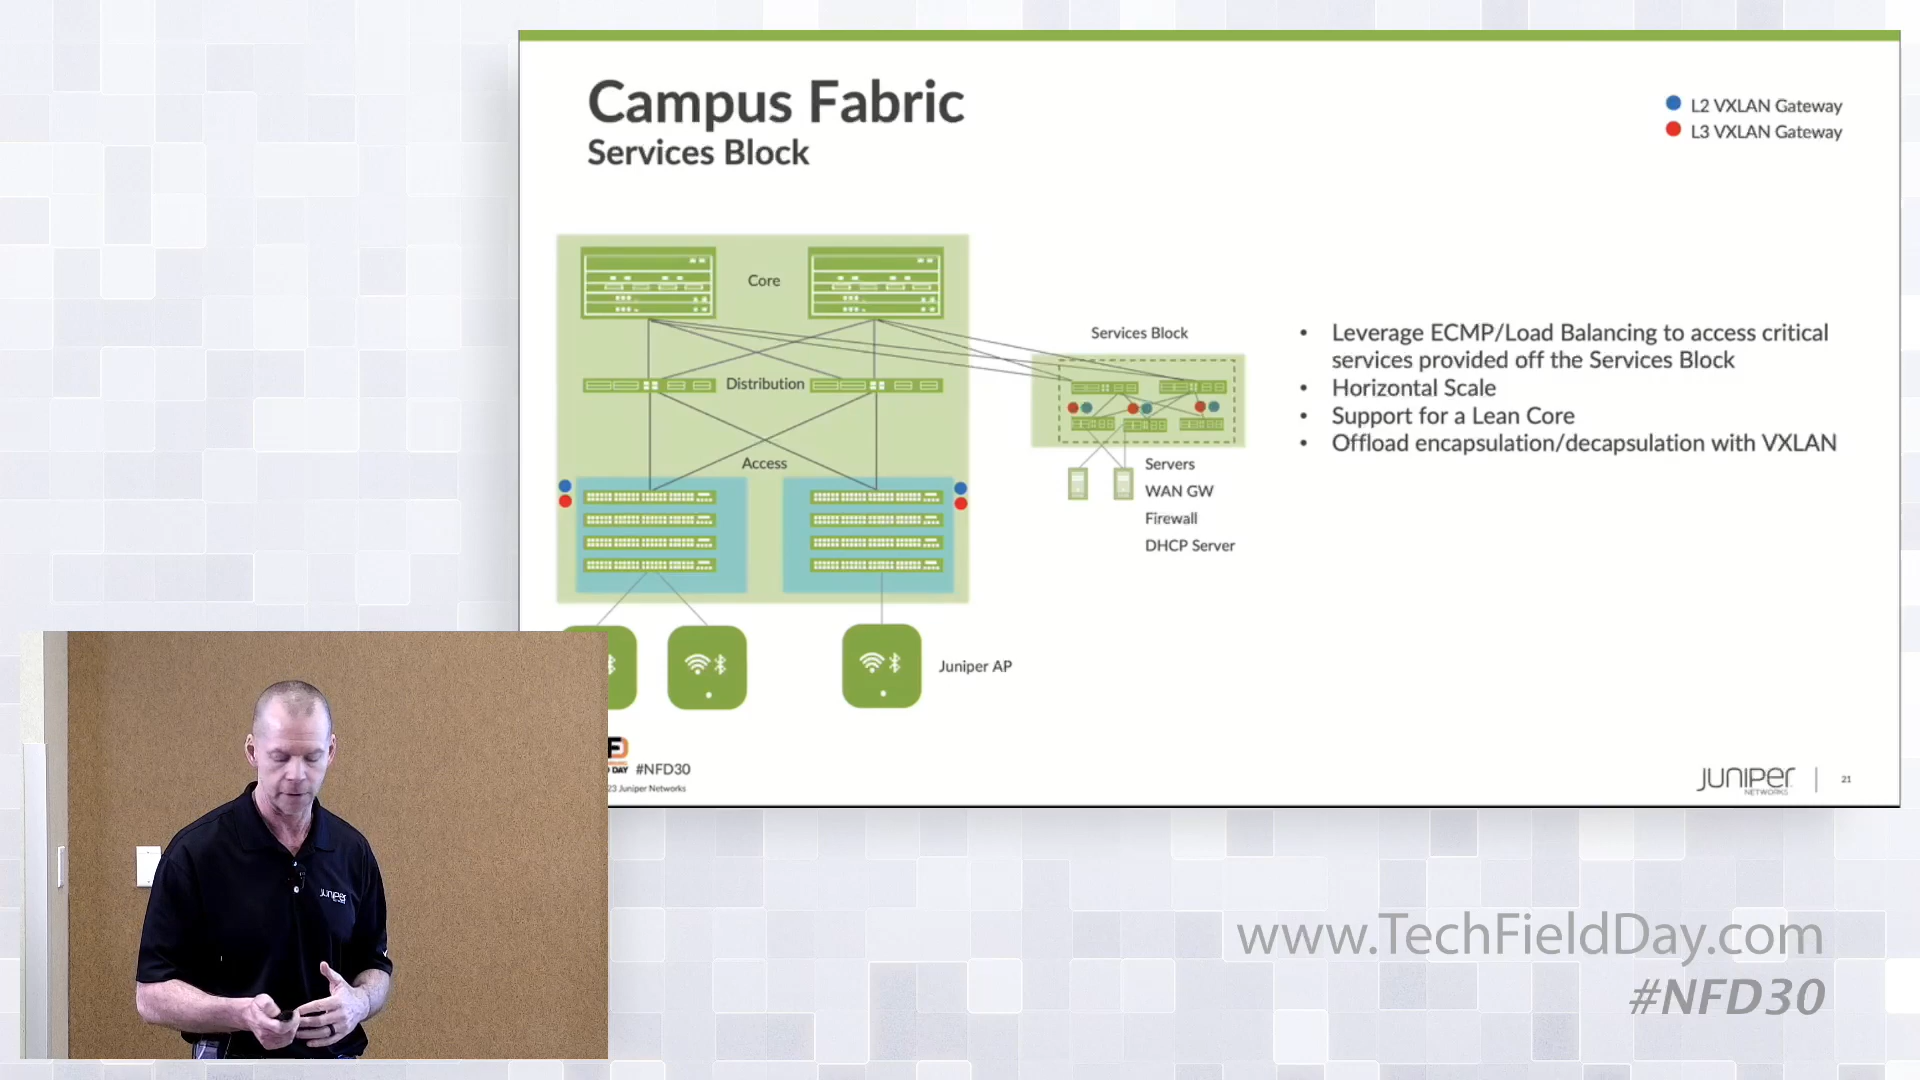 Campus Fabric
Services Block
L2 VXLAN Gateway
L3 VXLAN Gateway
Core
Distribution
Access
Services Block
Servers
WAN GW
Firewall
DHCP Server
Juniper AP
• Leverage ECMP/Load Balancing to access critical
services provided off the Services Block
• Horizontal Scale
• Support for a Lean Core
• Offload encapsulation/decapsulation with VXLAN
DAY
#NFD30
23 Juniper Networks
JUNIPER
NETWORKS
21
JUNIPER
www.TechFieldDay.com
#NFD30